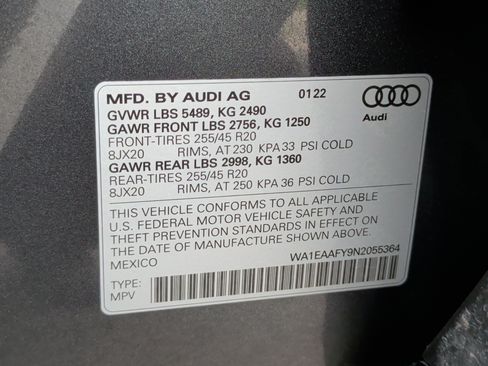 MFD. BY AUDI AG 01 22
GVWR LBS 5489, KG 2490
GAWR FRONT LBS 2756, KG 1250
FRONT-TIRES 255/45 R20
8JX20 RIMS, AT 230 KPA 33 PSI COLD
GAWR REAR LBS 2998, KG 1360
REAR-TIRES 255/45 R20
8JX20 RIMS, AT 250 KPA 36 PSI COLD
Audi
THIS VEHICLE CONFORMS TO ALL APPLICABLE
U.S. FEDERAL MOTOR VEHICLE SAFETY AND
THEFT PREVENTION STANDARDS IN EFFECT ON
THE DATE OF MANUFACTURE SHOWN ABOVE.
MEXICO
WA1EAAFY9N2055364
TYPE:
MPV